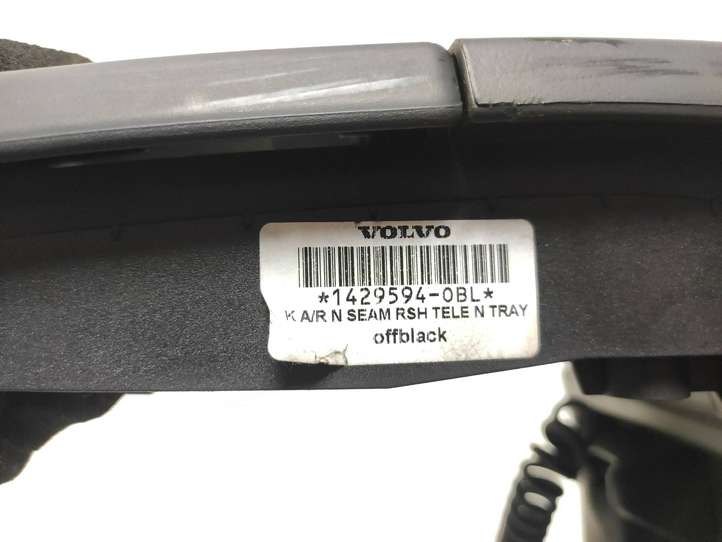 VOLVO
*1429594-0BL*
K A/R N SEAM RSH TELE N TRAY
offblack